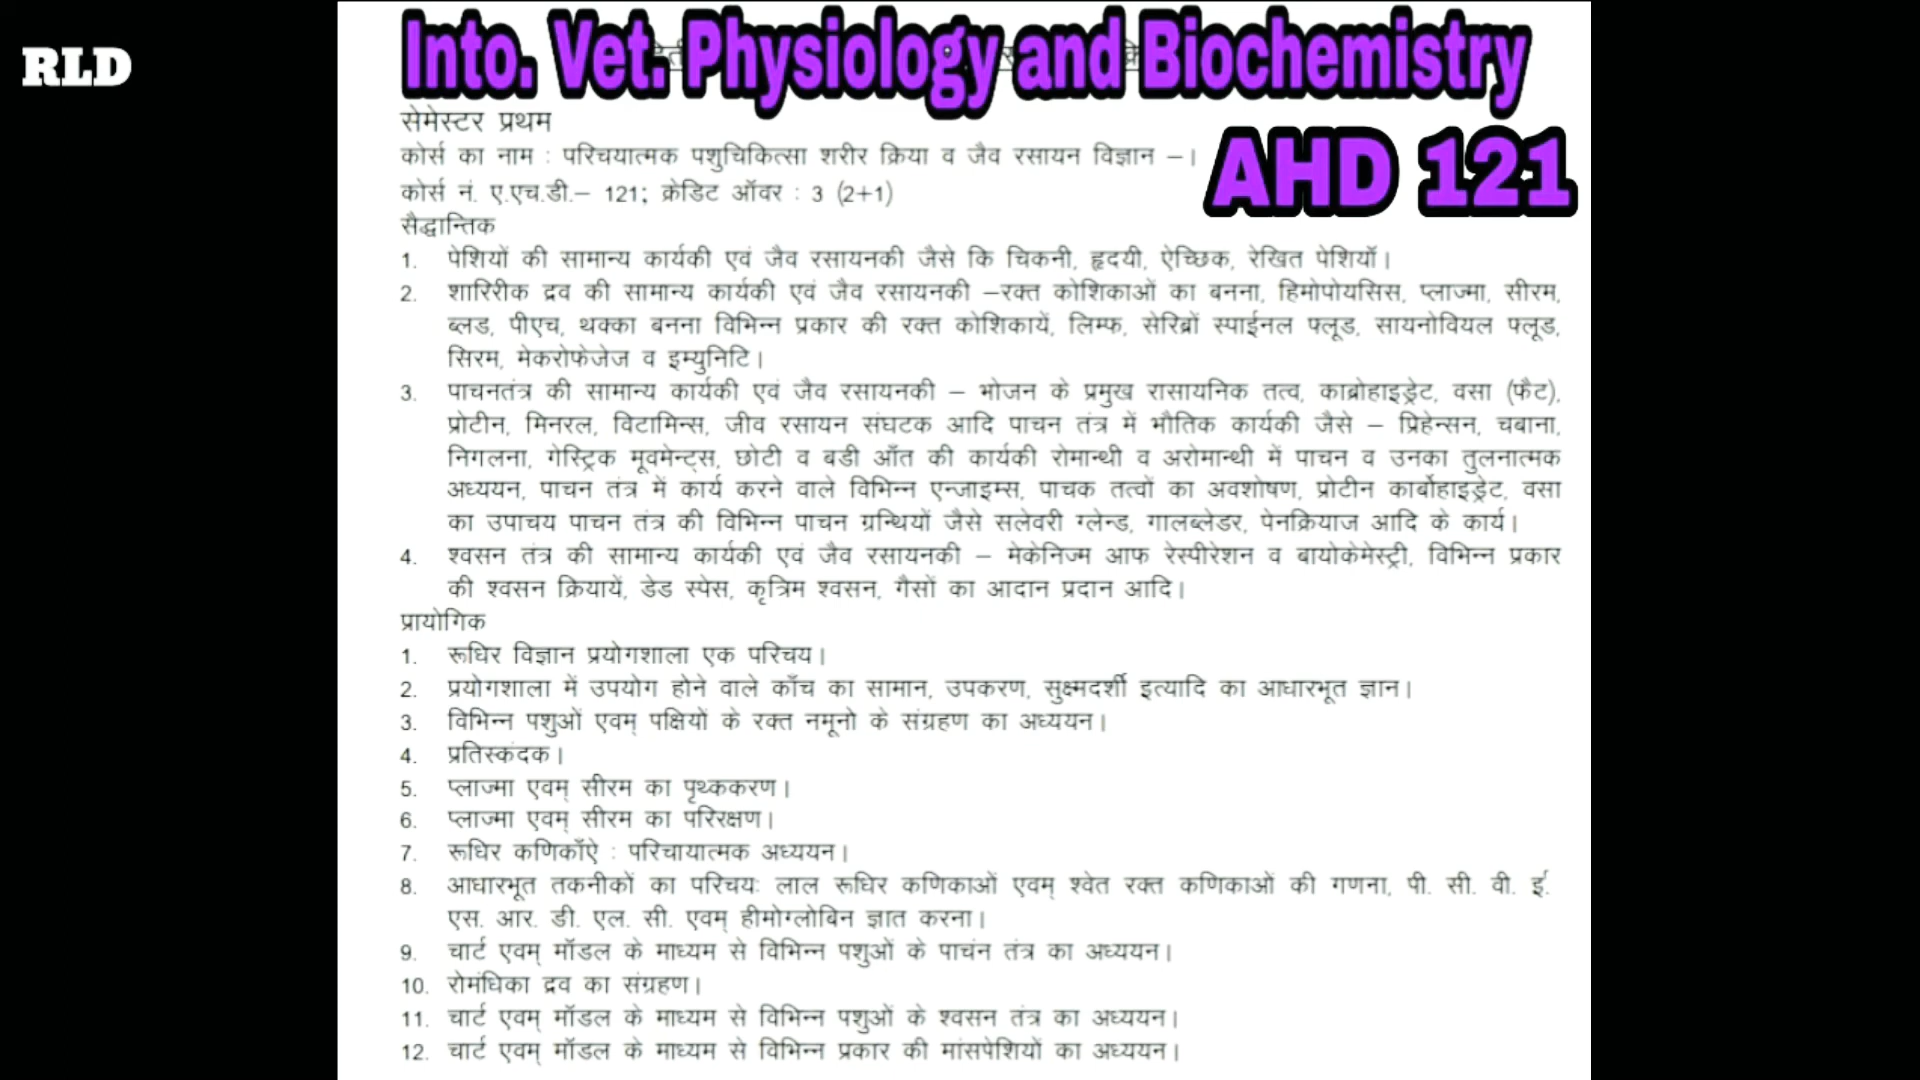 RLD
Into. Vet. Physiology and Biochemistry
AHD 121
सेमेस्टर प्रथम
कोर्स का नाम : परिचयात्मक पशुचिकित्सा शरीर क्रिया व जैव रसायन विज्ञान –।
कोर्स नं. ए.एच.डी.– 121; क्रेडिट ऑवर : 3 (2+1)
सैद्धान्तिक
1. पेशियों की सामान्य कार्यकी एवं जैव रसायनकी जैसे कि चिकनी, हृदयी, ऐच्छिक, रेखित पेशियॉ।
2. शारिरीक द्रव की सामान्य कार्यकी एवं जैव रसायनकी –रक्त कोशिकाओं का बनना, हिमोपोयसिस, प्लाज्मा, सीरम,
ब्लड, पीएच, थक्का बनना विभिन्न प्रकार की रक्त कोशिकायें, लिम्फ, सेरिब्रों स्पाईनल फ्लूड, सायनोवियल फ्लूड,
सिरम, मेकरोफेजेज व इम्युनिटि।
3. पाचनतंत्र की सामान्य कार्यकी एवं जैव रसायनकी – भोजन के प्रमुख रासायनिक तत्व, काब्रोहाइड्रेट, वसा (फैट),
प्रोटीन, मिनरल, विटामिन्स, जीव रसायन संघटक आदि पाचन तंत्र में भौतिक कार्यकी जैसे – प्रिहेन्सन, चबाना,
निगलना, गेस्ट्रिक मूवमेन्ट्स, छोटी व बडी आँत की कार्यकी रोमान्थी व अरोमान्थी में पाचन व उनका तुलनात्मक
अध्ययन, पाचन तंत्र में कार्य करने वाले विभिन्न एन्जाइम्स, पाचक तत्वों का अवशोषण, प्रोटीन कार्बोहाइड्रेट, वसा
का उपाचय पाचन तंत्र की विभिन्न पाचन ग्रन्थियों जैसे सलेवरी ग्लेन्ड, गालब्लेडर, पेनक्रियाज आदि के कार्य।
4. श्वसन तंत्र की सामान्य कार्यकी एवं जैव रसायनकी – मेकेनिज्म आफ रेस्पीरेशन व बायोकेमेस्ट्री, विभिन्न प्रकार
की श्वसन क्रियायें, डेड स्पेस, कृत्रिम श्वसन, गैसों का आदान प्रदान आदि।
प्रायोगिक
1. रूधिर विज्ञान प्रयोगशाला एक परिचय।
2. प्रयोगशाला में उपयोग होने वाले काँच का सामान, उपकरण, सुक्ष्मदर्शी इत्यादि का आधारभूत ज्ञान।
3. विभिन्न पशुओं एवम् पक्षियों के रक्त नमूनो के संग्रहण का अध्ययन।
4. प्रतिस्कंदक।
5. प्लाज्मा एवम् सीरम का पृथ्ककरण।
6. प्लाज्मा एवम् सीरम का परिरक्षण।
7. रूधिर कणिकाँऐ : परिचायात्मक अध्ययन।
8. आधारभूत तकनीकों का परिचयः लाल रूधिर कणिकाओं एवम् श्वेत रक्त कणिकाओं की गणना, पी. सी. वी. ई.
एस. आर. डी. एल. सी. एवम् हीमोग्लोबिन ज्ञात करना।
9. चार्ट एवम् मॉडल के माध्यम से विभिन्न पशुओं के पाचंन तंत्र का अध्ययन।
10. रोमंधिका द्रव का संग्रहण।
11. चार्ट एवम् मॉडल के माध्यम से विभिन्न पशुओं के श्वसन तंत्र का अध्ययन।
12. चार्ट एवम् मॉडल के माध्यम से विभिन्न प्रकार की मांसपेशियों का अध्ययन।